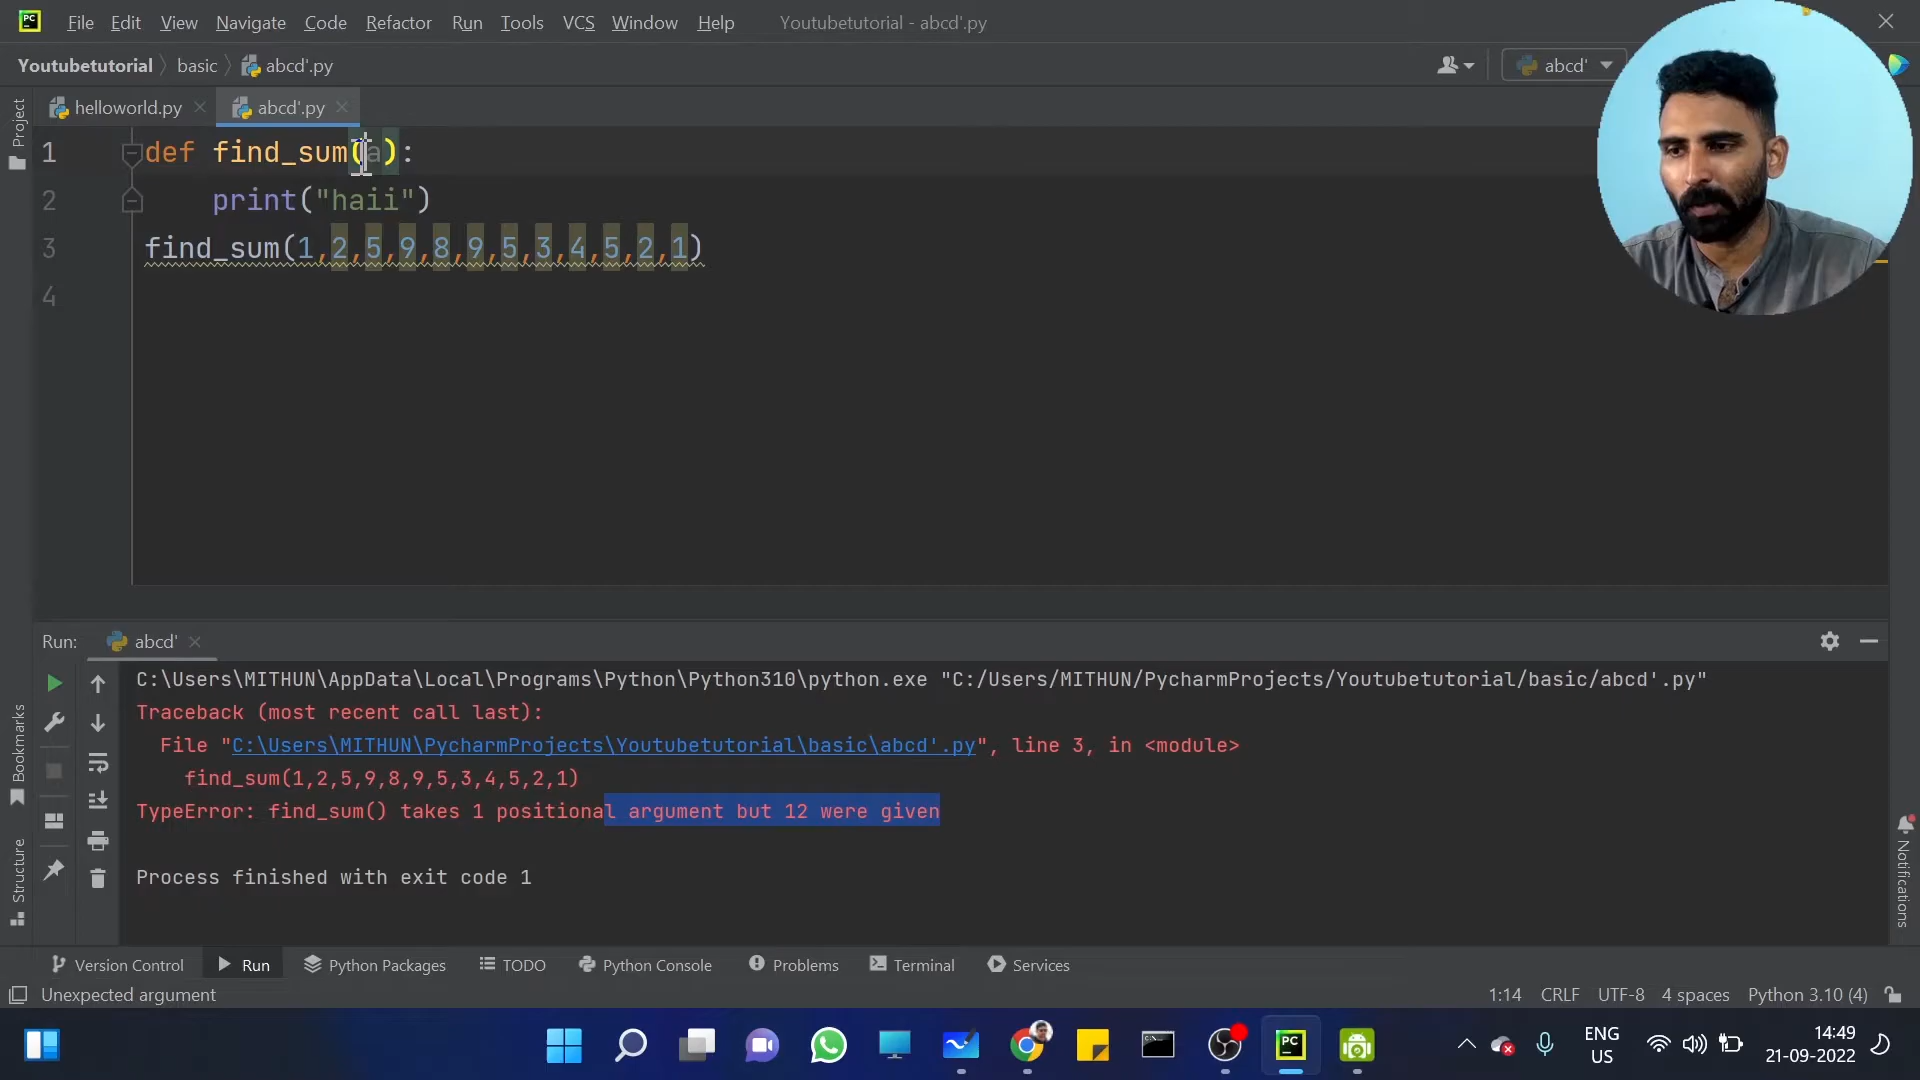 File Edit View Navigate Code Refactor Run Tools VCS Window Help Youtubetutorial - abcd'.py
Youtubetutorial basic abcd'.py abcd'
helloworld.py abcd'.py
Project
1 def find_sum(a):
2 print("haii")
3 find_sum(1,2,5,9,8,9,5,3,4,5,2,1)
4
Run: abcd'
C:\Users\MITHUN\AppData\Local\Programs\Python\Python310\python.exe "C:/Users/MITHUN/PycharmProjects/Youtubetutorial/basic/abcd'.py"
Traceback (most recent call last):
File "C:\Users\MITHUN\PycharmProjects\Youtubetutorial\basic\abcd'.py", line 3, in <module>
find_sum(1,2,5,9,8,9,5,3,4,5,2,1)
TypeError: find_sum() takes 1 positional argument but 12 were given
Process finished with exit code 1
Bookmarks
Structure
Notifications
Version Control Run Python Packages TODO Python Console Problems Terminal Services
Unexpected argument 1:14 CRLF UTF-8 4 spaces Python 3.10 (4)
PC
ENG
US
14:49
21-09-2022